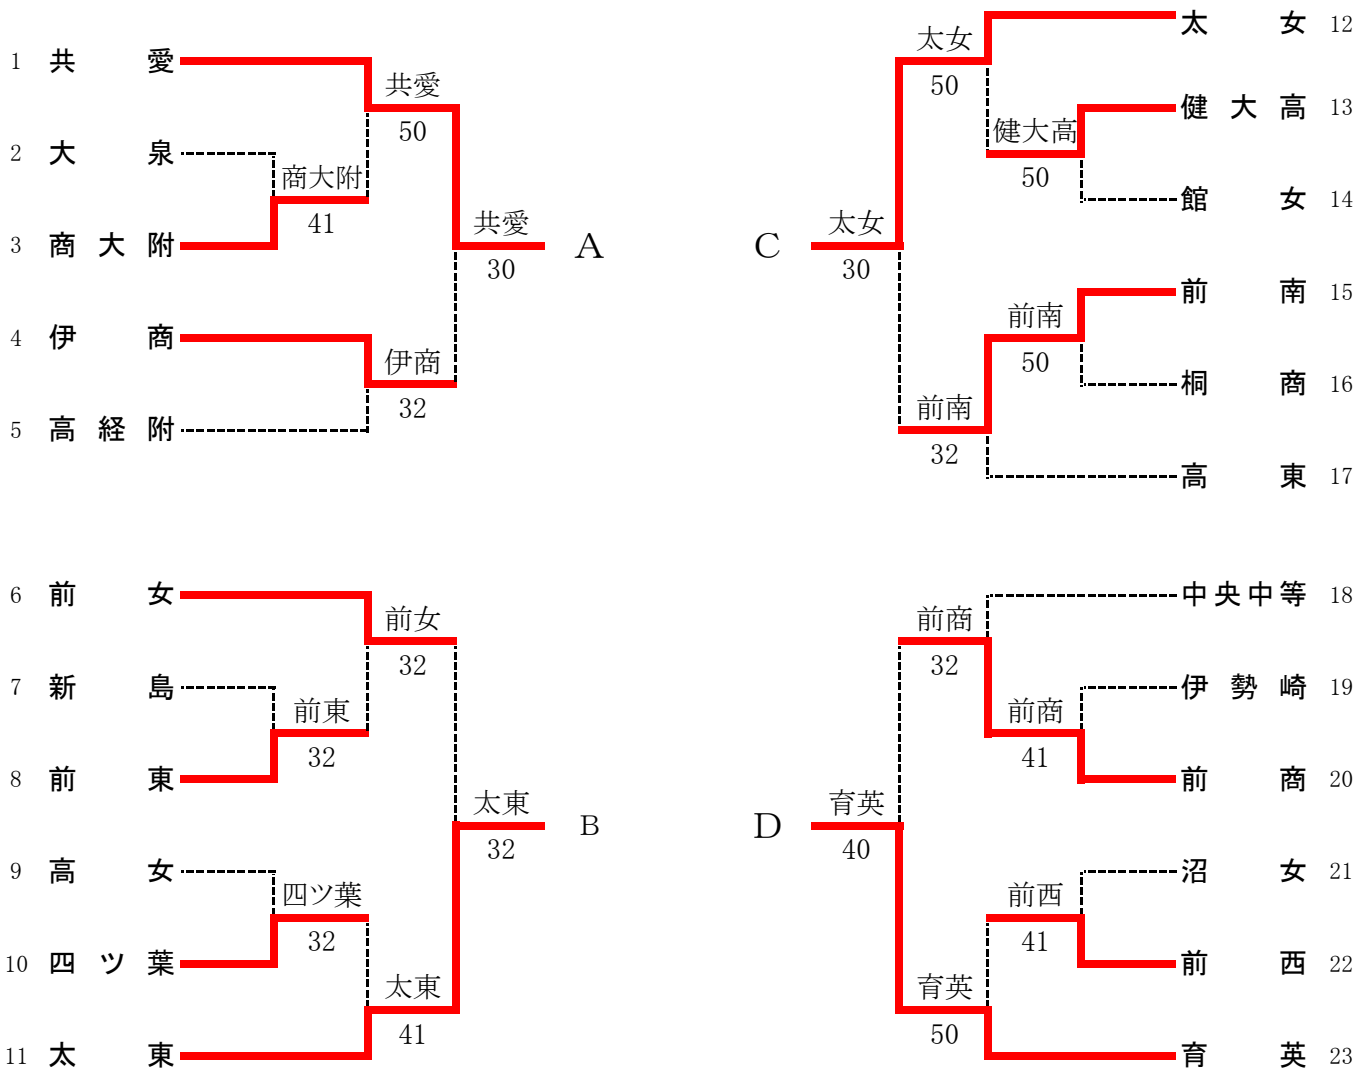 1 共愛
共愛
50
2 大泉
商大附
41
3 商大附
共愛
30
A
4 伊商
伊商
32
5 高経附
太女 12
太女
50
健大高 13
健大高
50
館女 14
C
太女
30
前南 15
前南
50
桐商 16
前南
32
高東 17
6 前女
前女
32
7 新島
前東
32
8 前東
太東
32
B
9 高女
四ツ葉
32
10 四ツ葉
太東
41
11 太東
中央中等 18
前商
32
伊勢崎 19
前商
41
前商 20
D
育英
40
沼女 21
前西
41
前西 22
育英
50
育英 23